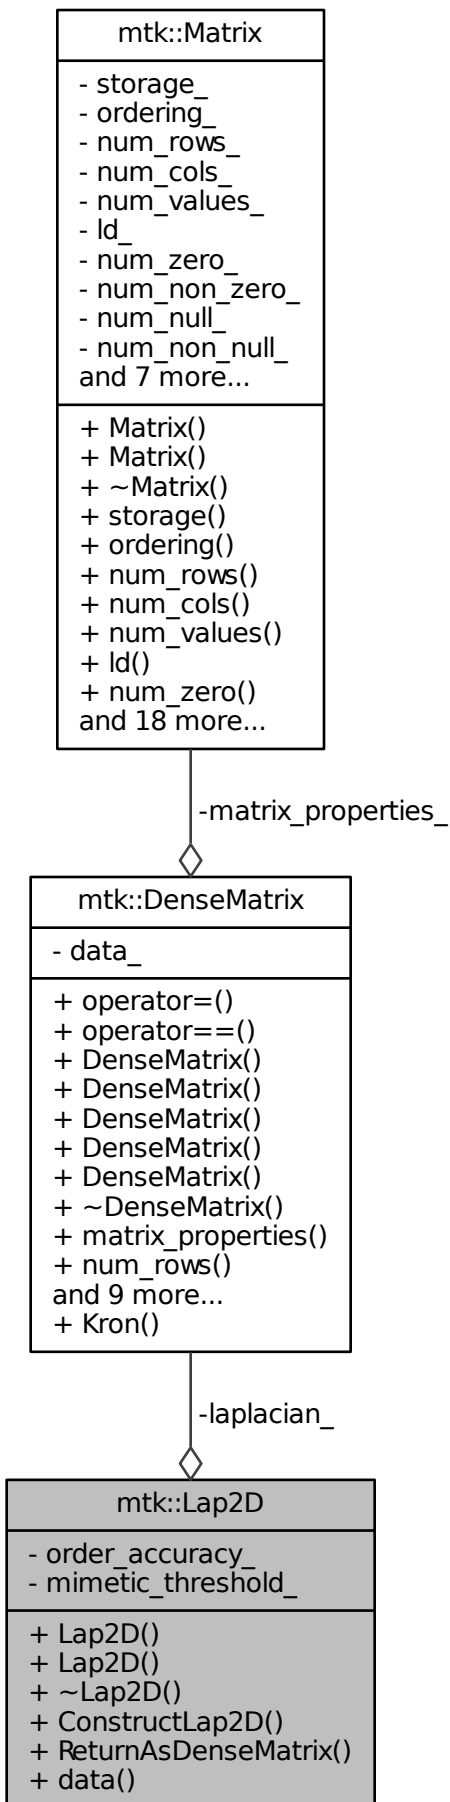 mtk::Matrix
- storage_
- ordering_
- num_rows_
- num_cols_
- num_values_
- ld_
- num_zero_
- num_non_zero_
- num_null_
- num_non_null_
and 7 more...
+ Matrix()
+ Matrix()
+ ~Matrix()
+ storage()
+ ordering()
+ num_rows()
+ num_cols()
+ num_values()
+ ld()
+ num_zero()
and 18 more...
-matrix_properties_
mtk::DenseMatrix
- data_
+ operator=()
+ operator==()
+ DenseMatrix()
+ DenseMatrix()
+ DenseMatrix()
+ DenseMatrix()
+ DenseMatrix()
+ ~DenseMatrix()
+ matrix_properties()
+ num_rows()
and 9 more...
+ Kron()
-laplacian_
mtk::Lap2D
- order_accuracy_
- mimetic_threshold_
+ Lap2D()
+ Lap2D()
+ ~Lap2D()
+ ConstructLap2D()
+ ReturnAsDenseMatrix()
+ data()